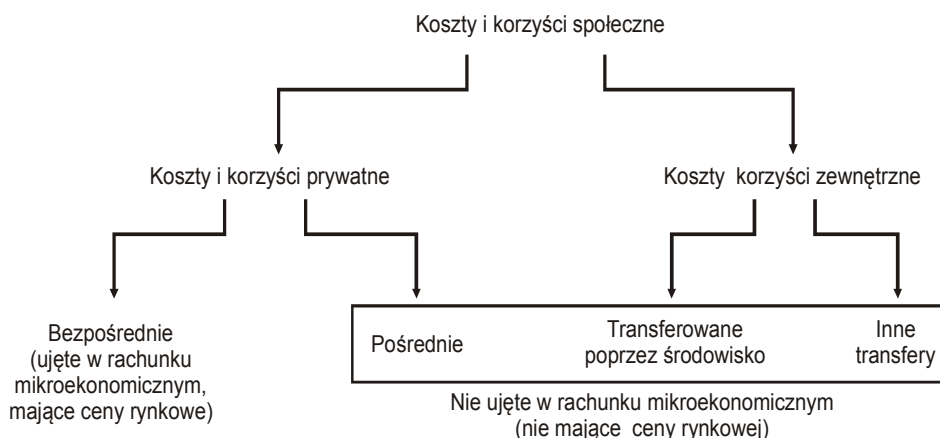 Koszty i korzyści społeczne
Koszty i korzyści prywatne
Koszty korzyści zewnętrzne
Bezpośrednie
(ujęte w rachunku
mikroekonomicznym,
mające ceny rynkowe)
Pośrednie
Transferowane
poprzez środowisko
Inne
transfery
Nie ujęte w rachunku mikroekonomicznym
(nie mające ceny rynkowej)